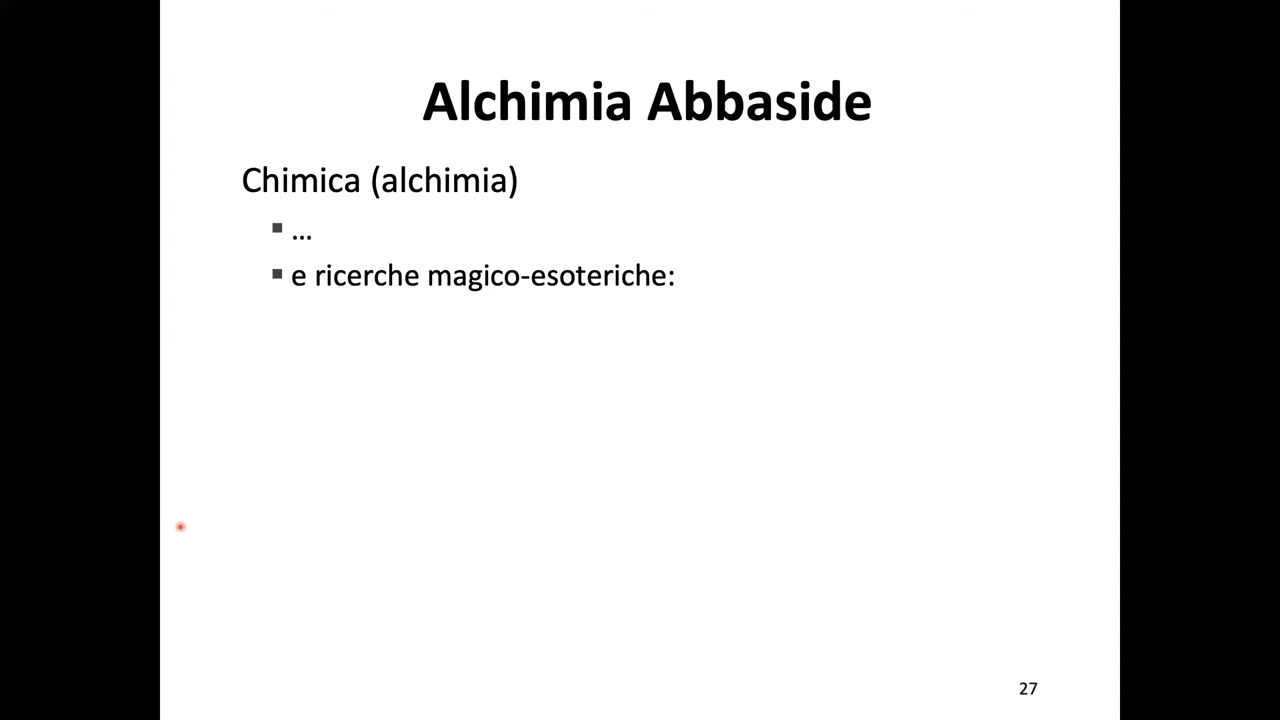 Alchimia Abbaside
Chimica (alchimia)
▪ …
▪ e ricerche magico-esoteriche:
27